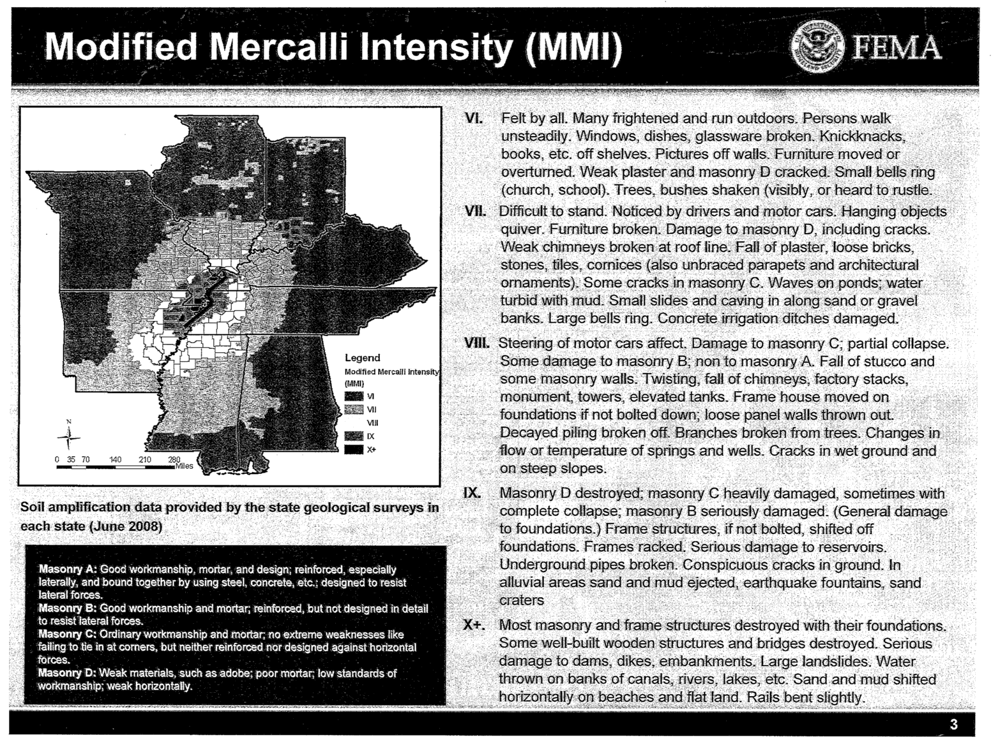 Modified Mercalli Intensity (MMI)
FEMA
Legend
Modified Mercalli Intensity
(MMI)
VI
VII
VIII
IX
X+
N
0 35 70 140 210 280
Miles
Soil amplification data provided by the state geological surveys in
each state (June 2008)
Masonry A: Good workmanship, mortar, and design; reinforced, especially
laterally, and bound together by using steel, concrete, etc.; designed to resist
lateral forces.
Masonry B: Good workmanship and mortar; reinforced, but not designed in detail
to resist lateral forces.
Masonry C: Ordinary workmanship and mortar; no extreme weaknesses like
failing to tie in at corners, but neither reinforced nor designed against horizontal
forces.
Masonry D: Weak materials, such as adobe; poor mortar; low standards of
workmanship; weak horizontally.
VI. Felt by all. Many frightened and run outdoors. Persons walk
unsteadily. Windows, dishes, glassware broken. Knickknacks,
books, etc. off shelves. Pictures off walls. Furniture moved or
overturned. Weak plaster and masonry D cracked. Small bells ring
(church, school). Trees, bushes shaken (visibly, or heard to rustle.
VII. Difficult to stand. Noticed by drivers and motor cars. Hanging objects
quiver. Furniture broken. Damage to masonry D, including cracks.
Weak chimneys broken at roof line. Fall of plaster, loose bricks,
stones, tiles, cornices (also unbraced parapets and architectural
ornaments). Some cracks in masonry C. Waves on ponds; water
turbid with mud. Small slides and caving in along sand or gravel
banks. Large bells ring. Concrete irrigation ditches damaged.
VIII. Steering of motor cars affect. Damage to masonry C; partial collapse.
Some damage to masonry B; non to masonry A. Fall of stucco and
some masonry walls. Twisting, fall of chimneys, factory stacks,
monument, towers, elevated tanks. Frame house moved on
foundations if not bolted down; loose panel walls thrown out.
Decayed piling broken off. Branches broken from trees. Changes in
flow or temperature of springs and wells. Cracks in wet ground and
on steep slopes.
IX. Masonry D destroyed; masonry C heavily damaged, sometimes with
complete collapse; masonry B seriously damaged. (General damage
to foundations.) Frame structures, if not bolted, shifted off
foundations. Frames racked. Serious damage to reservoirs.
Underground pipes broken. Conspicuous cracks in ground. In
alluvial areas sand and mud ejected, earthquake fountains, sand
craters
X+. Most masonry and frame structures destroyed with their foundations.
Some well-built wooden structures and bridges destroyed. Serious
damage to dams, dikes, embankments. Large landslides. Water
thrown on banks of canals, rivers, lakes, etc. Sand and mud shifted
horizontally on beaches and flat land. Rails bent slightly.
3